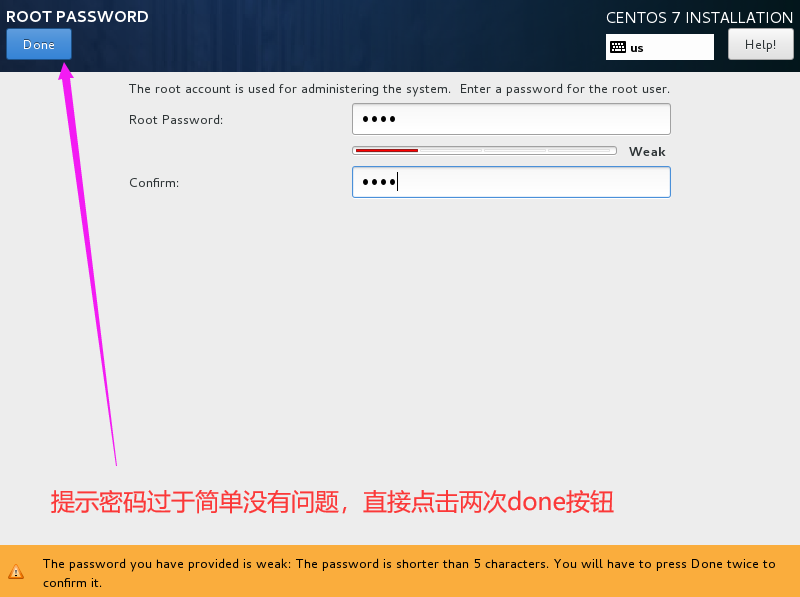 ROOT PASSWORD
CENTOS 7 INSTALLATION
Done
us
Help!
The root account is used for administering the system.  Enter a password for the root user.
Root Password:
••••
Weak
Confirm:
••••
提示密码过于简单没有问题，直接点击两次done按钮
The password you have provided is weak: The password is shorter than 5 characters. You will have to press Done twice to
confirm it.